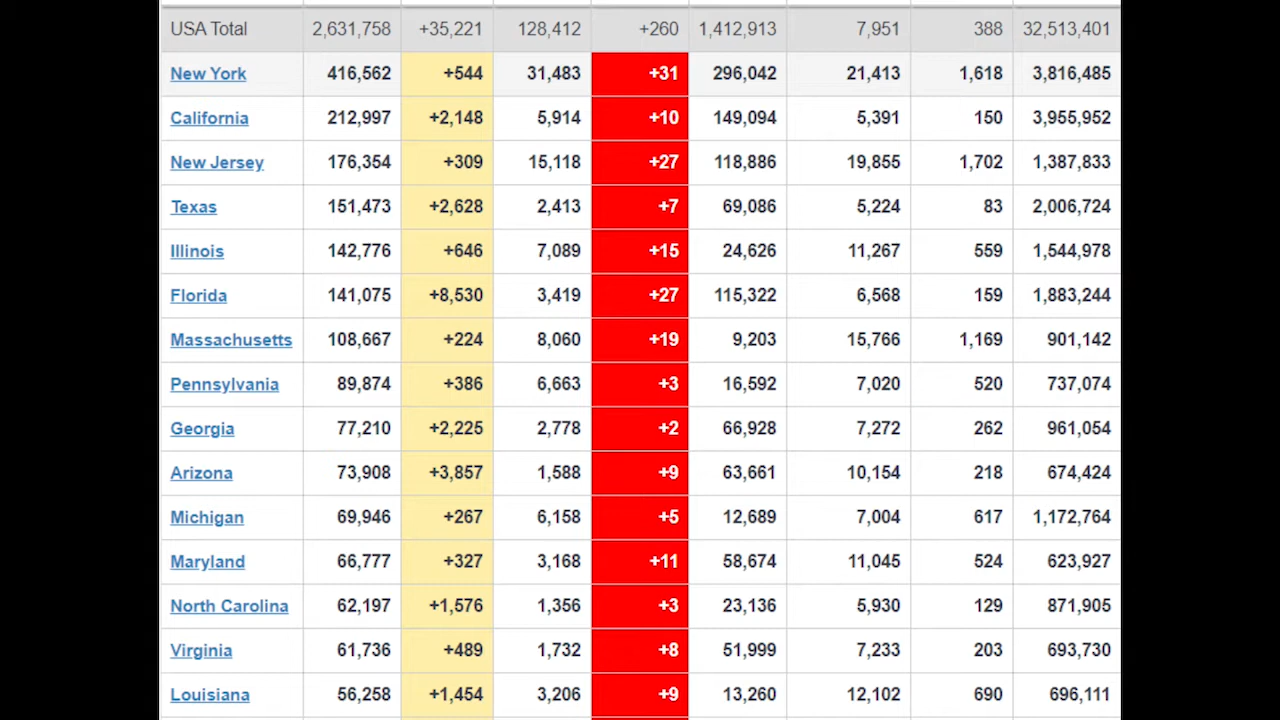 USA Total 2,631,758 +35,221 128,412 +260 1,412,913 7,951 388 32,513,401
New York 416,562 +544 31,483 +31 296,042 21,413 1,618 3,816,485
California 212,997 +2,148 5,914 +10 149,094 5,391 150 3,955,952
New Jersey 176,354 +309 15,118 +27 118,886 19,855 1,702 1,387,833
Texas 151,473 +2,628 2,413 +7 69,086 5,224 83 2,006,724
Illinois 142,776 +646 7,089 +15 24,626 11,267 559 1,544,978
Florida 141,075 +8,530 3,419 +27 115,322 6,568 159 1,883,244
Massachusetts 108,667 +224 8,060 +19 9,203 15,766 1,169 901,142
Pennsylvania 89,874 +386 6,663 +3 16,592 7,020 520 737,074
Georgia 77,210 +2,225 2,778 +2 66,928 7,272 262 961,054
Arizona 73,908 +3,857 1,588 +9 63,661 10,154 218 674,424
Michigan 69,946 +267 6,158 +5 12,689 7,004 617 1,172,764
Maryland 66,777 +327 3,168 +11 58,674 11,045 524 623,927
North Carolina 62,197 +1,576 1,356 +3 23,136 5,930 129 871,905
Virginia 61,736 +489 1,732 +8 51,999 7,233 203 693,730
Louisiana 56,258 +1,454 3,206 +9 13,260 12,102 690 696,111